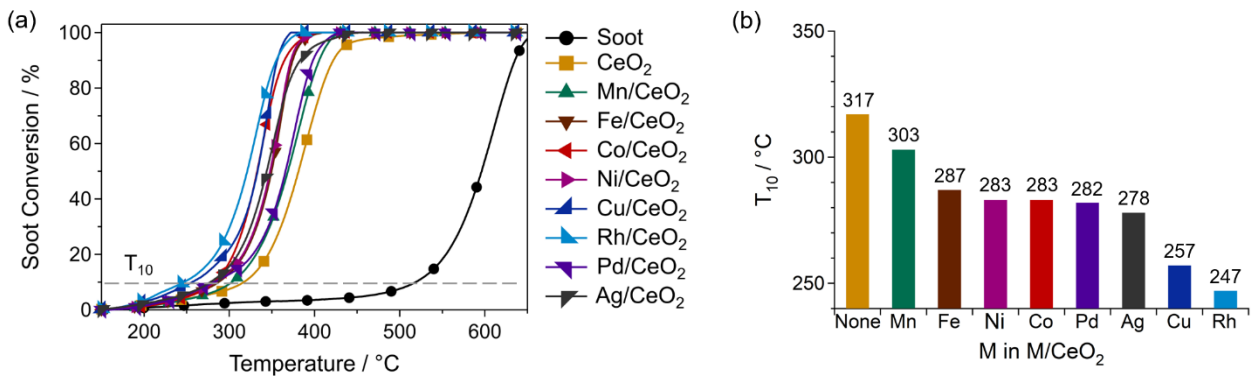 (a)
100
80
60
40
20
0
Soot Conversion / %
T₁₀
200 300 400 500 600
Temperature / °C
Soot
CeO₂
Mn/CeO₂
Fe/CeO₂
Co/CeO₂
Ni/CeO₂
Cu/CeO₂
Rh/CeO₂
Pd/CeO₂
Ag/CeO₂
(b)
350
300
250
T₁₀ / °C
317
303
287
283
283
282
278
257
247
None Mn Fe Ni Co Pd Ag Cu Rh
M in M/CeO₂